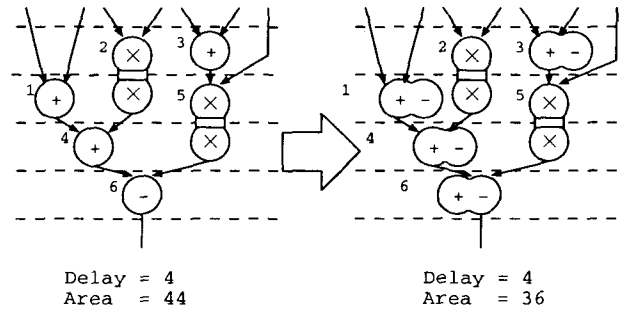 2 × 3 +
1 + × 5 ×
4 + ×
6 -
Delay = 4
Area = 44
2 × 3 + -
1 + - × 5 ×
4 + - ×
6 + -
Delay = 4
Area = 36